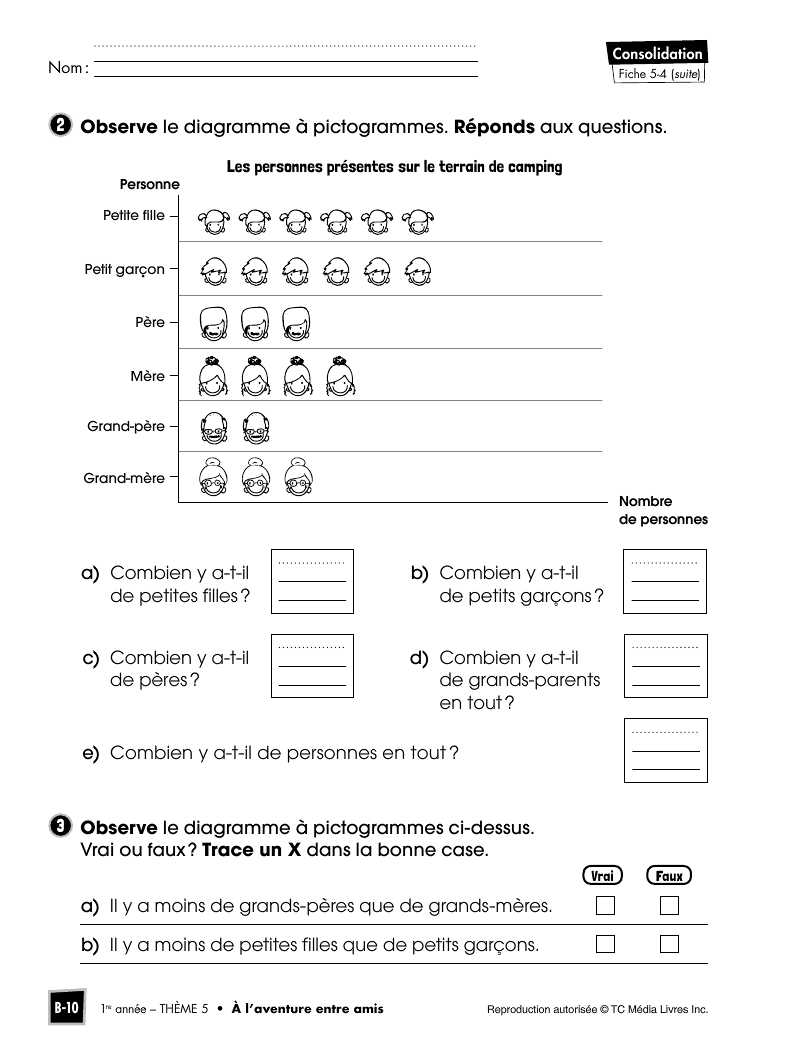 Nom :
Consolidation
Fiche 5-4 (suite)
2 Observe le diagramme à pictogrammes. Réponds aux questions.
Les personnes présentes sur le terrain de camping
Personne
Petite fille
Petit garçon
Père
Mère
Grand-père
Grand-mère
Nombre
de personnes
a) Combien y a-t-il
de petites filles ?
b) Combien y a-t-il
de petits garçons ?
c) Combien y a-t-il
de pères ?
d) Combien y a-t-il
de grands-parents
en tout ?
e) Combien y a-t-il de personnes en tout ?
3 Observe le diagramme à pictogrammes ci-dessus.
Vrai ou faux ? Trace un X dans la bonne case.
Vrai Faux
a) Il y a moins de grands-pères que de grands-mères.
b) Il y a moins de petites filles que de petits garçons.
B-10 1re année – THÈME 5 • À l’aventure entre amis Reproduction autorisée © TC Média Livres Inc.